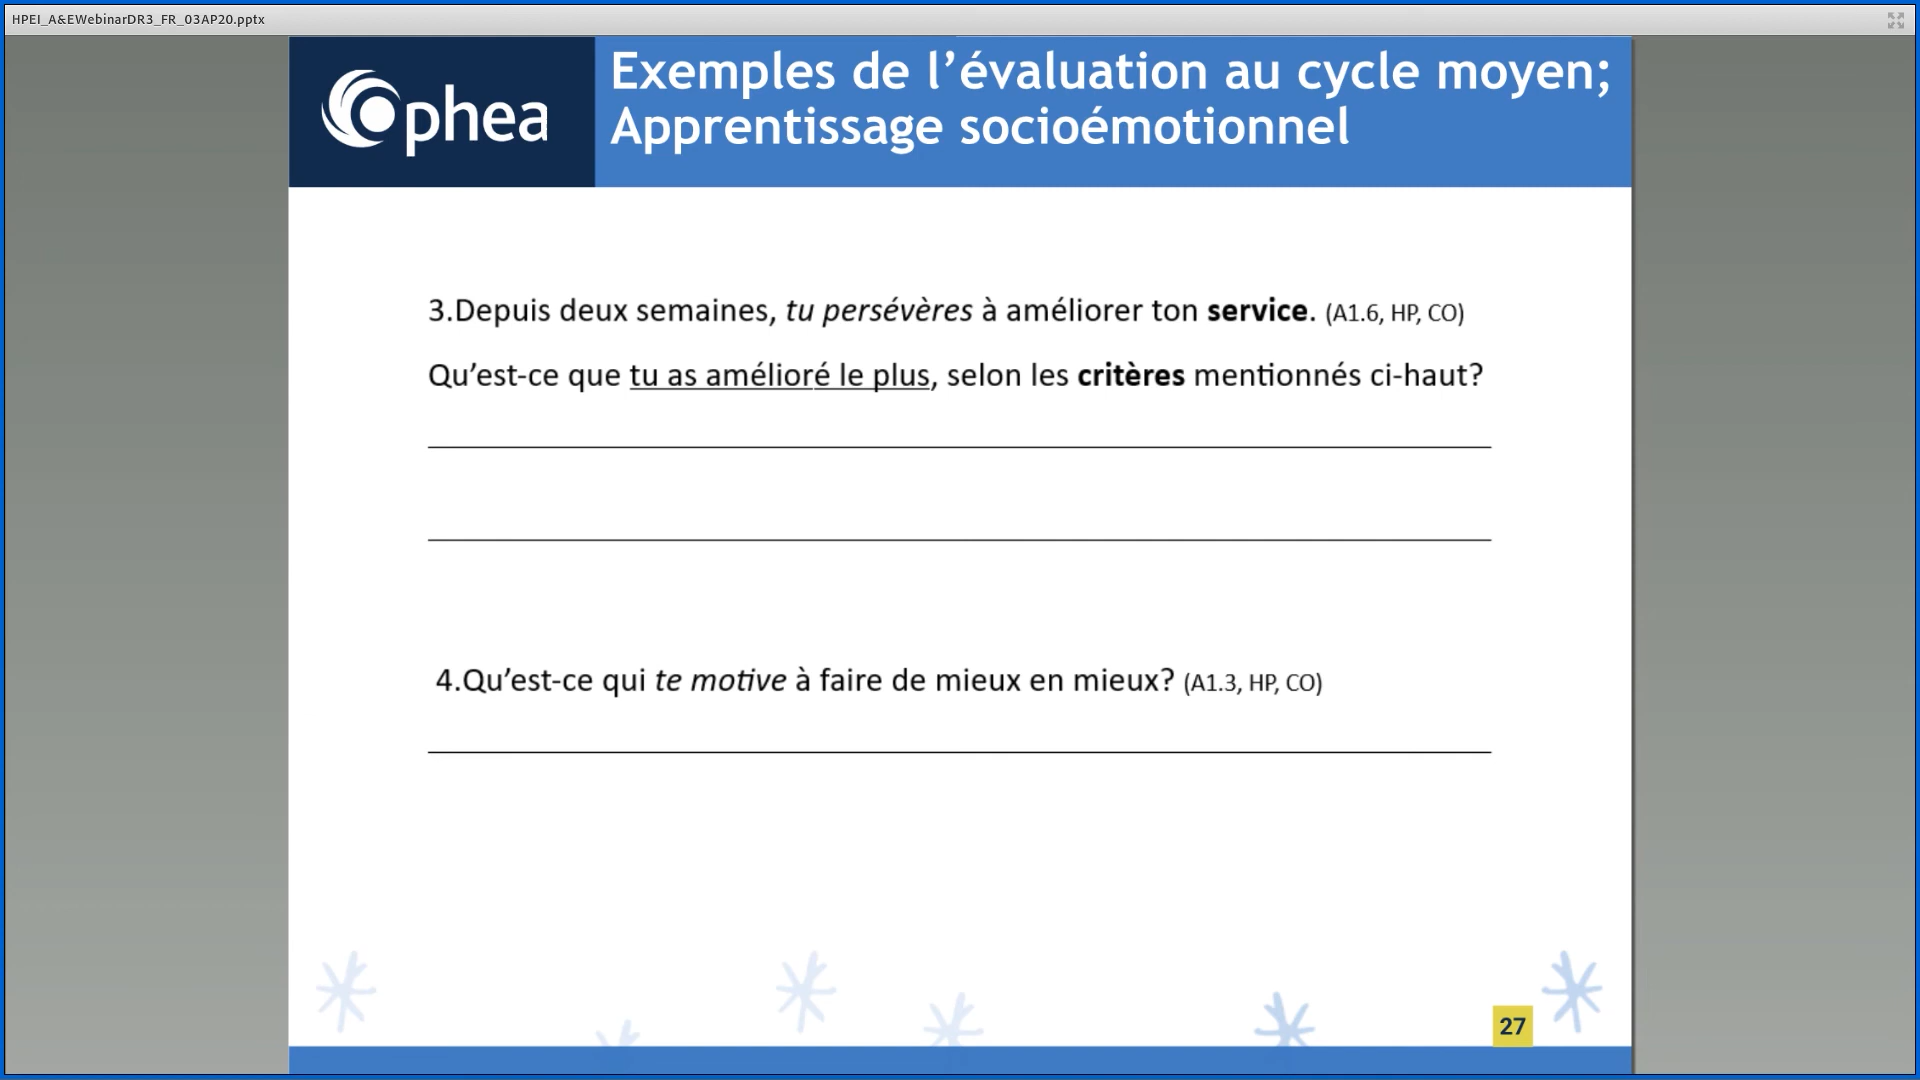 HPEI_A&EWebinarDR3_FR_03AP20.pptx
Ophea
Exemples de l’évaluation au cycle moyen;
Apprentissage socioémotionnel
3.Depuis deux semaines, tu persévères à améliorer ton service. (A1.6, HP, CO)
Qu’est-ce que tu as amélioré le plus, selon les critères mentionnés ci-haut?
4.Qu’est-ce qui te motive à faire de mieux en mieux? (A1.3, HP, CO)
27